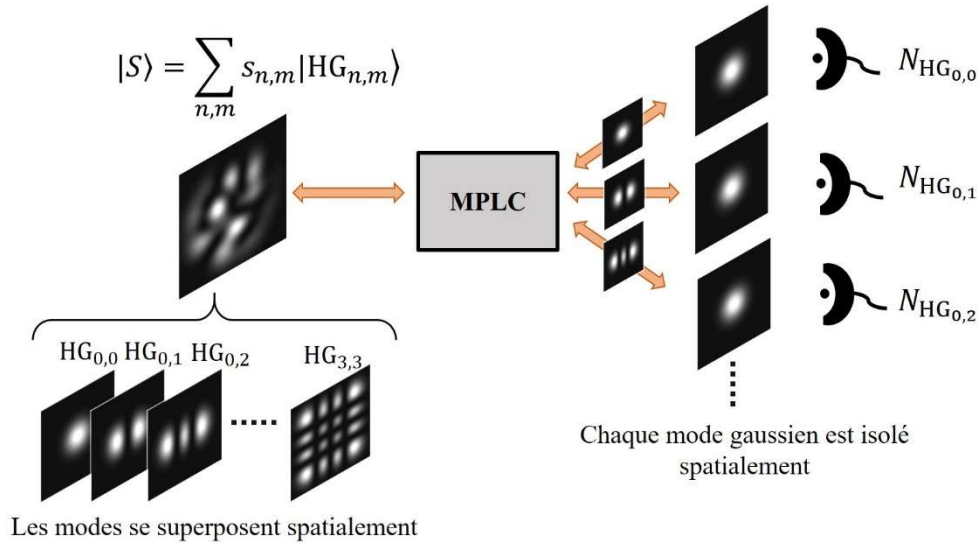 |S⟩ = ∑ s_{n,m}|HG_{n,m}⟩
n,m
MPLC
N_{HG_{0,0}}
N_{HG_{0,1}}
N_{HG_{0,2}}
HG_{0,0}
HG_{0,1}
HG_{0,2}
HG_{3,3}
Les modes se superposent spatialement
Chaque mode gaussien est isolé
spatialement